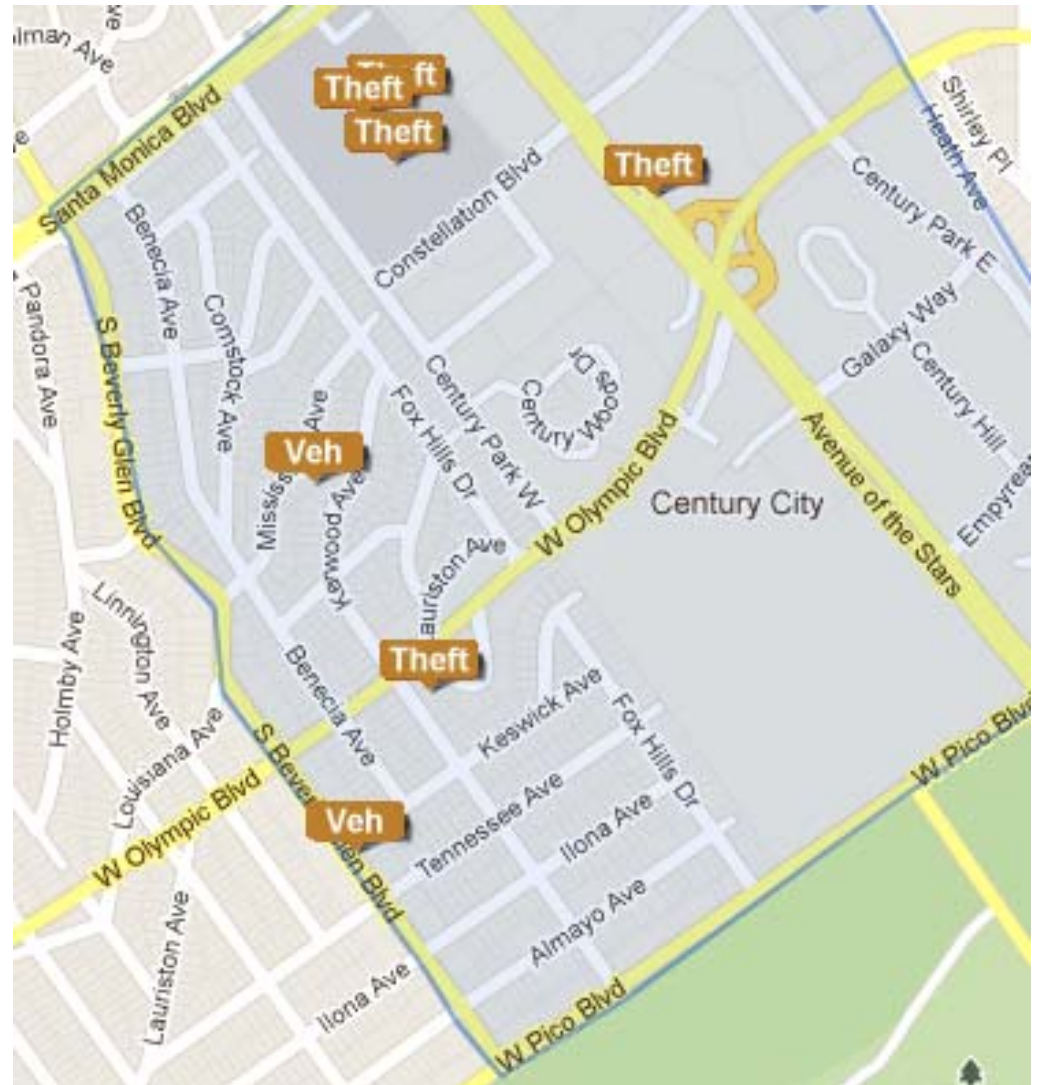 lman Ave
Theft
Theft
Theft
Santa Monica Blvd
Shirley Pl
Heath Ave
Theft
Constellation Blvd
Century Park E
Benecia Ave
Pandora Ave
Comstock Ave
S Beverly Glen Blvd
Galaxy Way
Century Hill
Century Woods Dr
Century Park W
Fox Hills Dr
Avenue of the Stars
Veh
Ave
Kerwood Ave
W Olympic Blvd
Century City
Empyrea
auriston Ave
Linnington Ave
Holmby Ave
Theft
Benecia Ave
Keswick Ave
Fox Hills Dr
W Pico Blvd
Louisiana Ave
W Olympic Blvd
Veh
Tennessee Ave
Ilona Ave
Almayo Ave
Lauriston Ave
Ilona Ave
W Pico Blvd